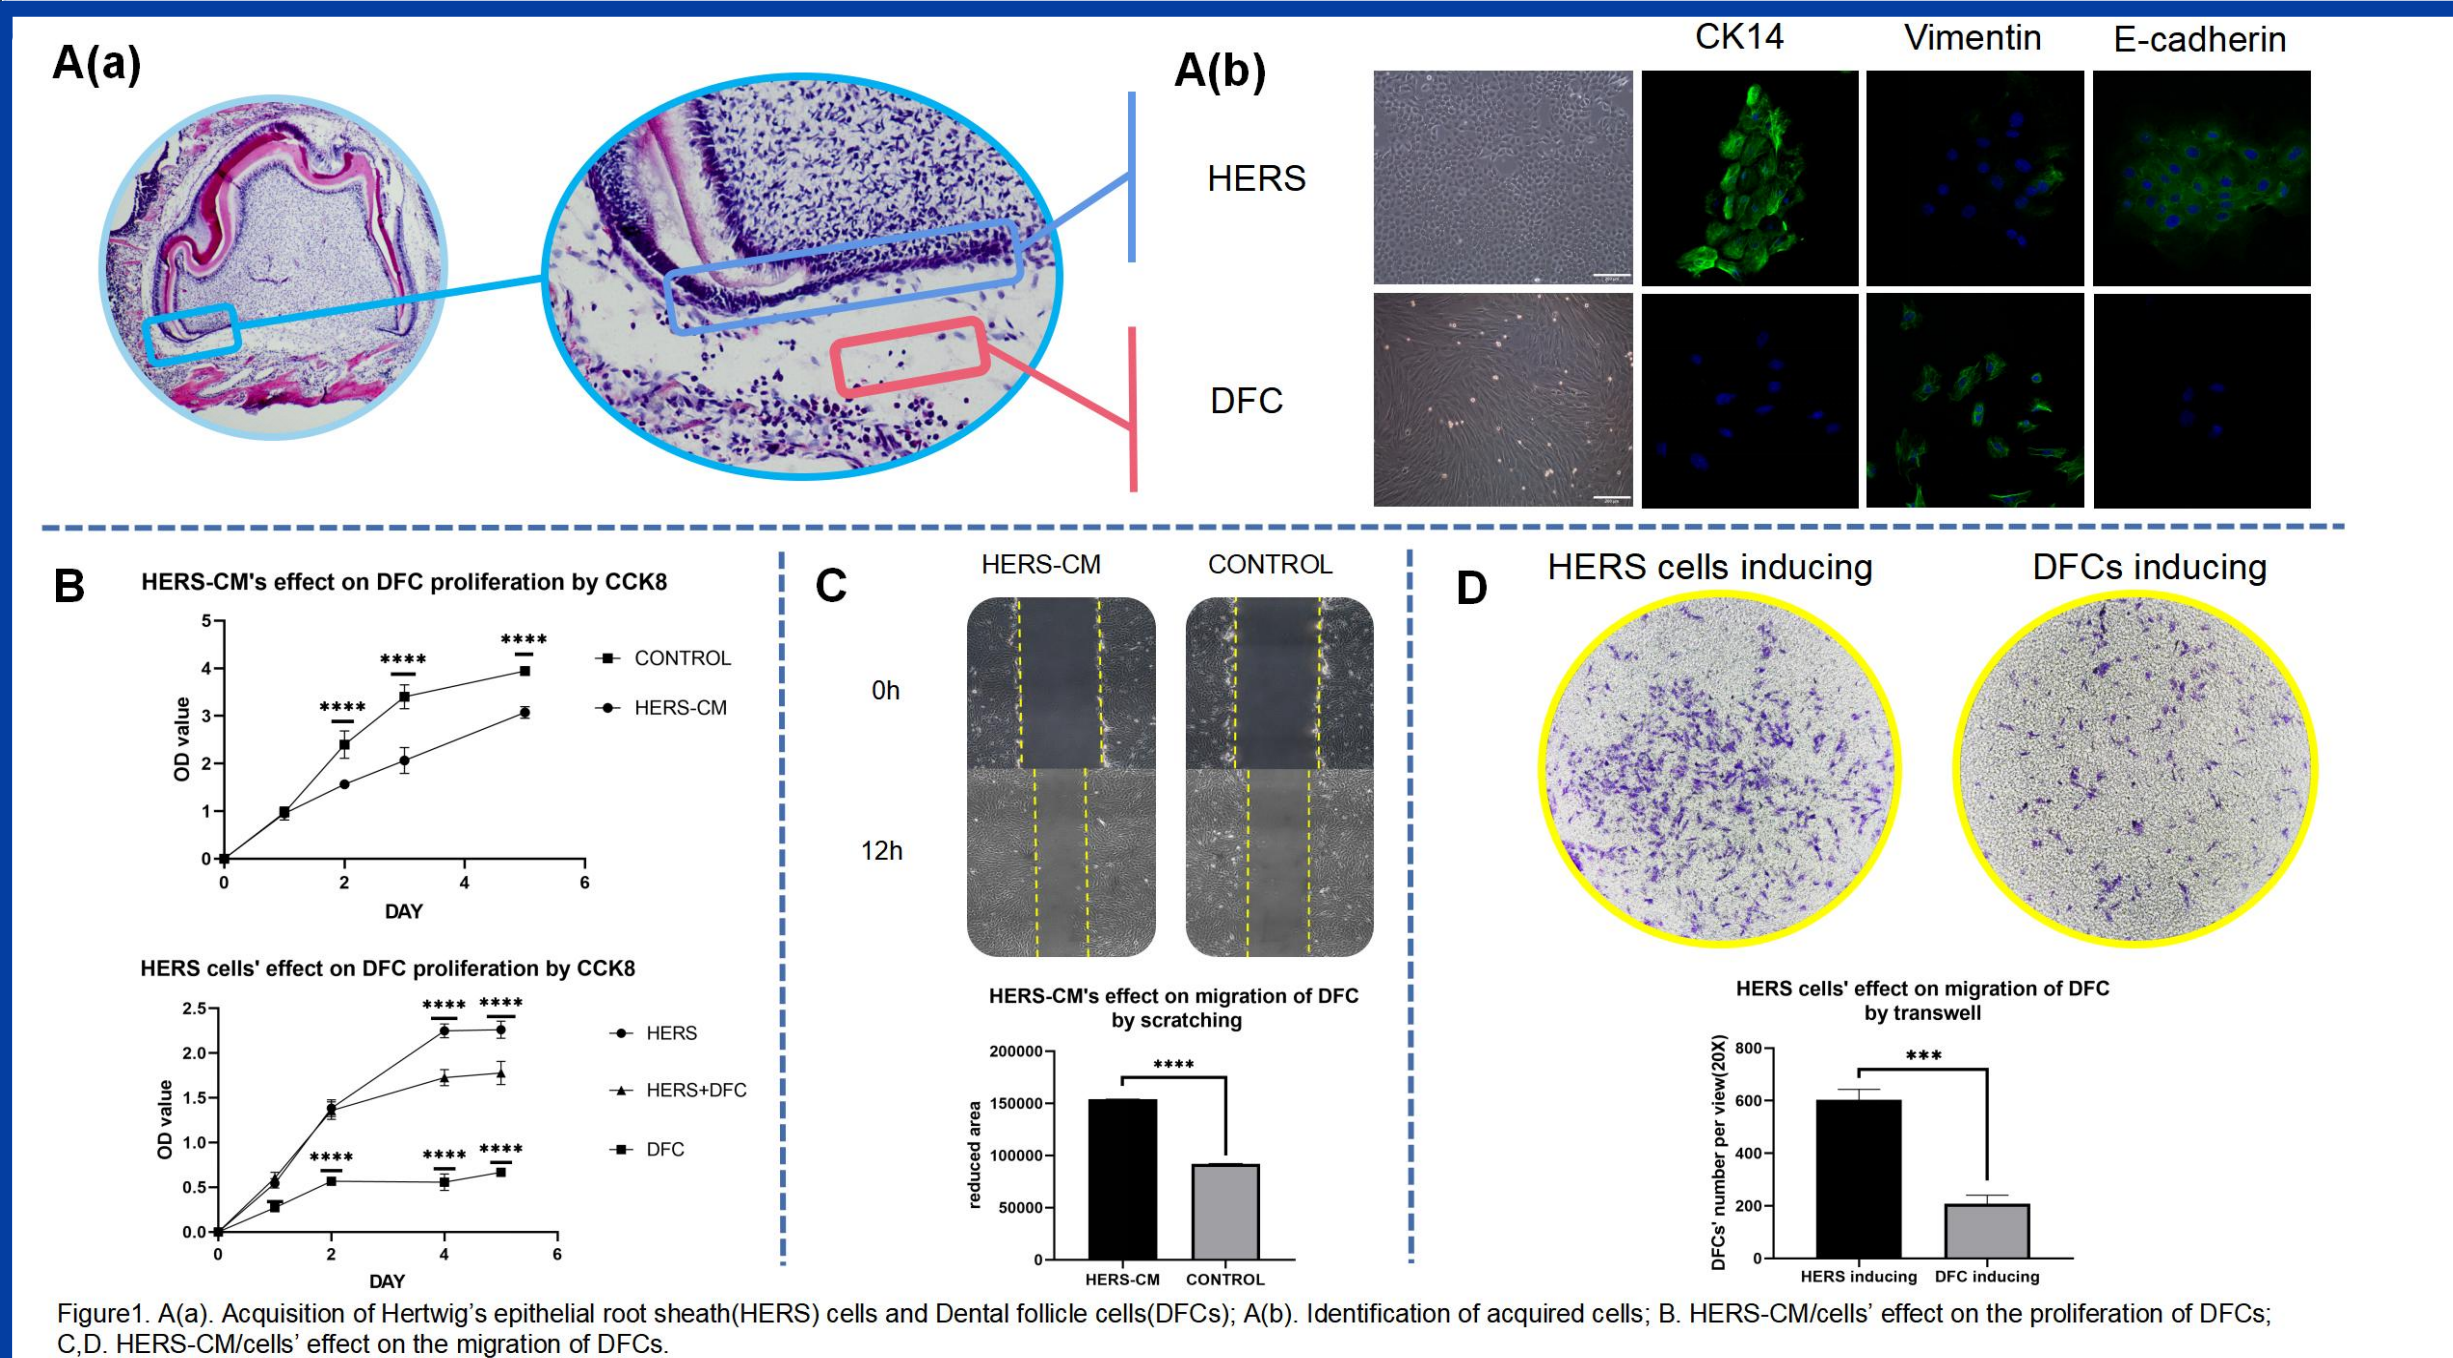 A(a)
A(b)
CK14
Vimentin
E-cadherin
HERS
DFC
B
HERS-CM's effect on DFC proliferation by CCK8
5
4
3
2
1
0
OD value
****
****
****
CONTROL
HERS-CM
0
2
4
6
DAY
HERS cells' effect on DFC proliferation by CCK8
2.5
2.0
1.5
1.0
0.5
0.0
OD value
****
****
****
****
****
HERS
HERS+DFC
DFC
0
2
4
6
DAY
C
HERS-CM
CONTROL
0h
12h
HERS-CM's effect on migration of DFC
by scratching
200000
150000
100000
50000
0
reduced area
****
HERS-CM
CONTROL
D
HERS cells inducing
DFCs inducing
HERS cells' effect on migration of DFC
by transwell
800
600
400
200
0
DFCs' number per view(20X)
***
HERS inducing
DFC inducing
Figure1. A(a). Acquisition of Hertwig’s epithelial root sheath(HERS) cells and Dental follicle cells(DFCs); A(b). Identification of acquired cells; B. HERS-CM/cells’ effect on the proliferation of DFCs;
C,D. HERS-CM/cells’ effect on the migration of DFCs.